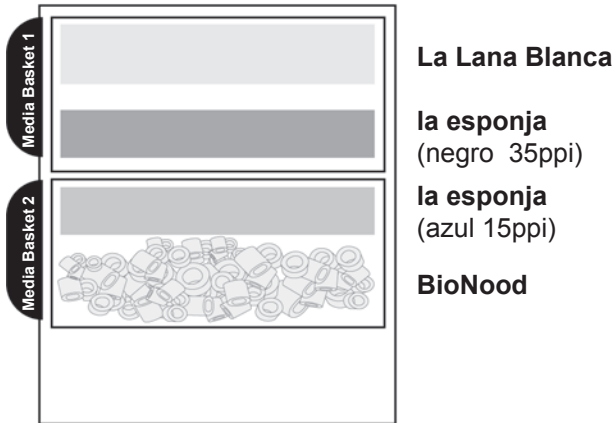 Media Basket 1
La Lana Blanca
la esponja
(negro 35ppi)
Media Basket 2
la esponja
(azul 15ppi)
BioNood